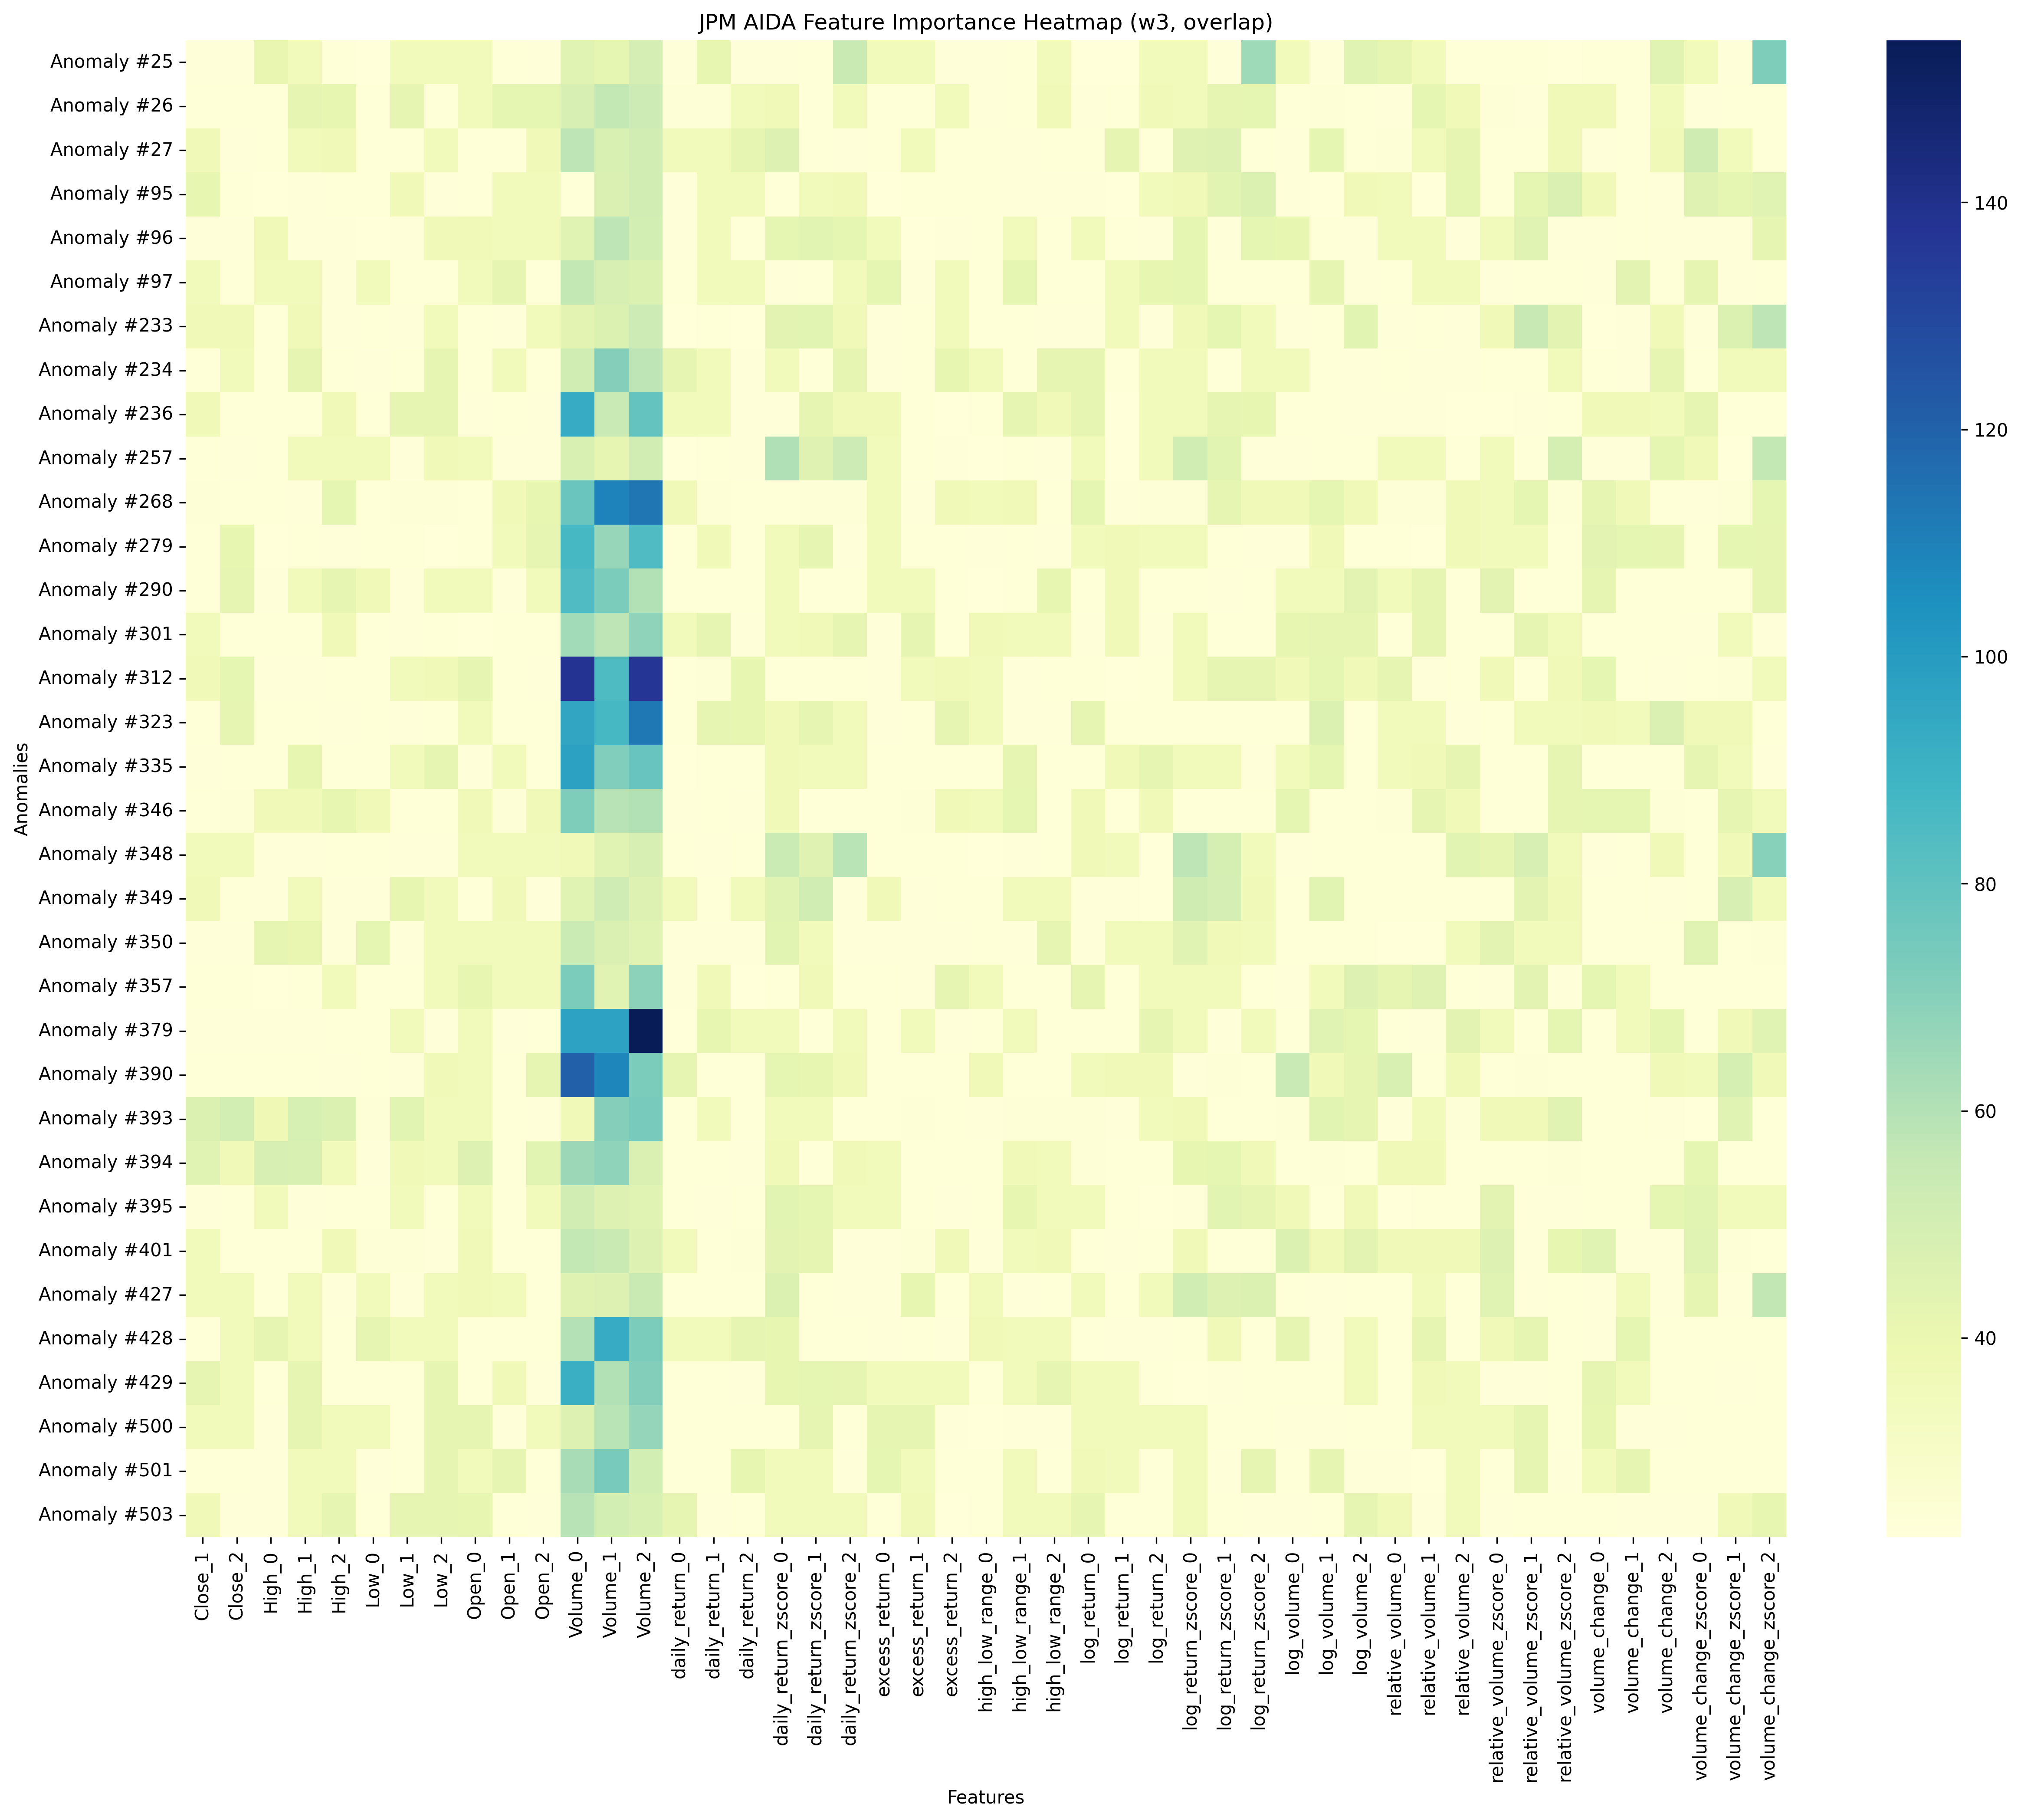 JPM AIDA Feature Importance Heatmap (w3, overlap)
Anomalies
Anomaly #25
Anomaly #26
Anomaly #27
Anomaly #95
Anomaly #96
Anomaly #97
Anomaly #233
Anomaly #234
Anomaly #236
Anomaly #257
Anomaly #268
Anomaly #279
Anomaly #290
Anomaly #301
Anomaly #312
Anomaly #323
Anomaly #335
Anomaly #346
Anomaly #348
Anomaly #349
Anomaly #350
Anomaly #357
Anomaly #379
Anomaly #390
Anomaly #393
Anomaly #394
Anomaly #395
Anomaly #401
Anomaly #427
Anomaly #428
Anomaly #429
Anomaly #500
Anomaly #501
Anomaly #503
Close_1
Close_2
High_0
High_1
High_2
Low_0
Low_1
Low_2
Open_0
Open_1
Open_2
Volume_0
Volume_1
Volume_2
daily_return_0
daily_return_1
daily_return_2
daily_return_zscore_0
daily_return_zscore_1
daily_return_zscore_2
excess_return_0
excess_return_1
excess_return_2
high_low_range_0
high_low_range_1
high_low_range_2
log_return_0
log_return_1
log_return_2
log_return_zscore_0
log_return_zscore_1
log_return_zscore_2
log_volume_0
log_volume_1
log_volume_2
relative_volume_0
relative_volume_1
relative_volume_2
relative_volume_zscore_0
relative_volume_zscore_1
relative_volume_zscore_2
volume_change_0
volume_change_1
volume_change_2
volume_change_zscore_0
volume_change_zscore_1
volume_change_zscore_2
Features
140
120
100
80
60
40